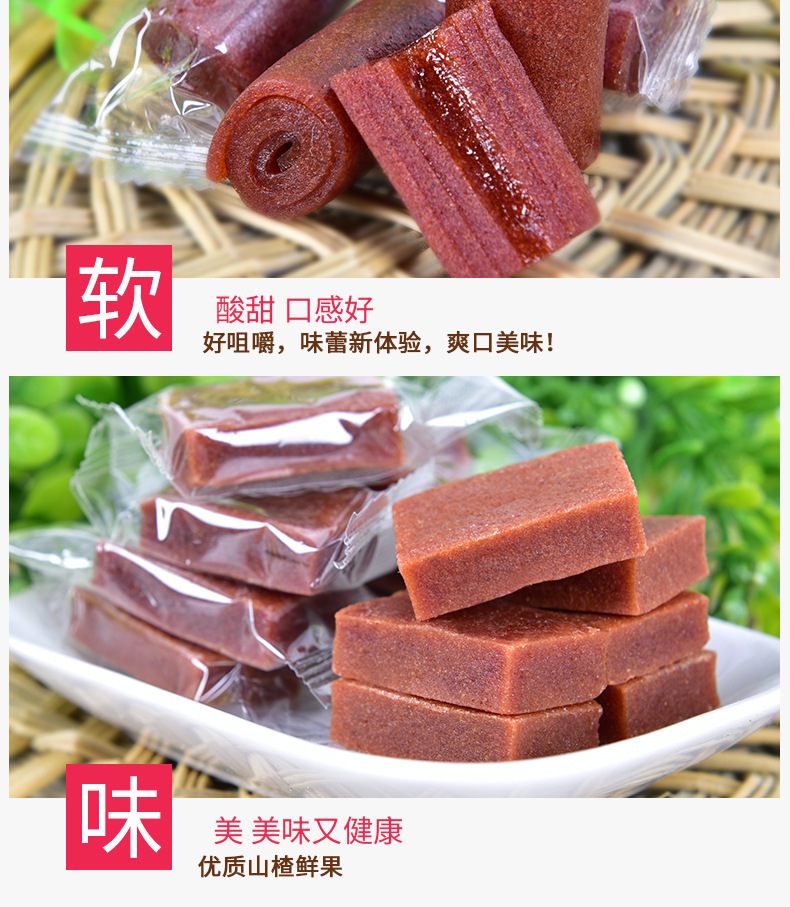 软
酸甜 口感好
好咀嚼，味蕾新体验，爽口美味！
味
美 美味又健康
优质山楂鲜果